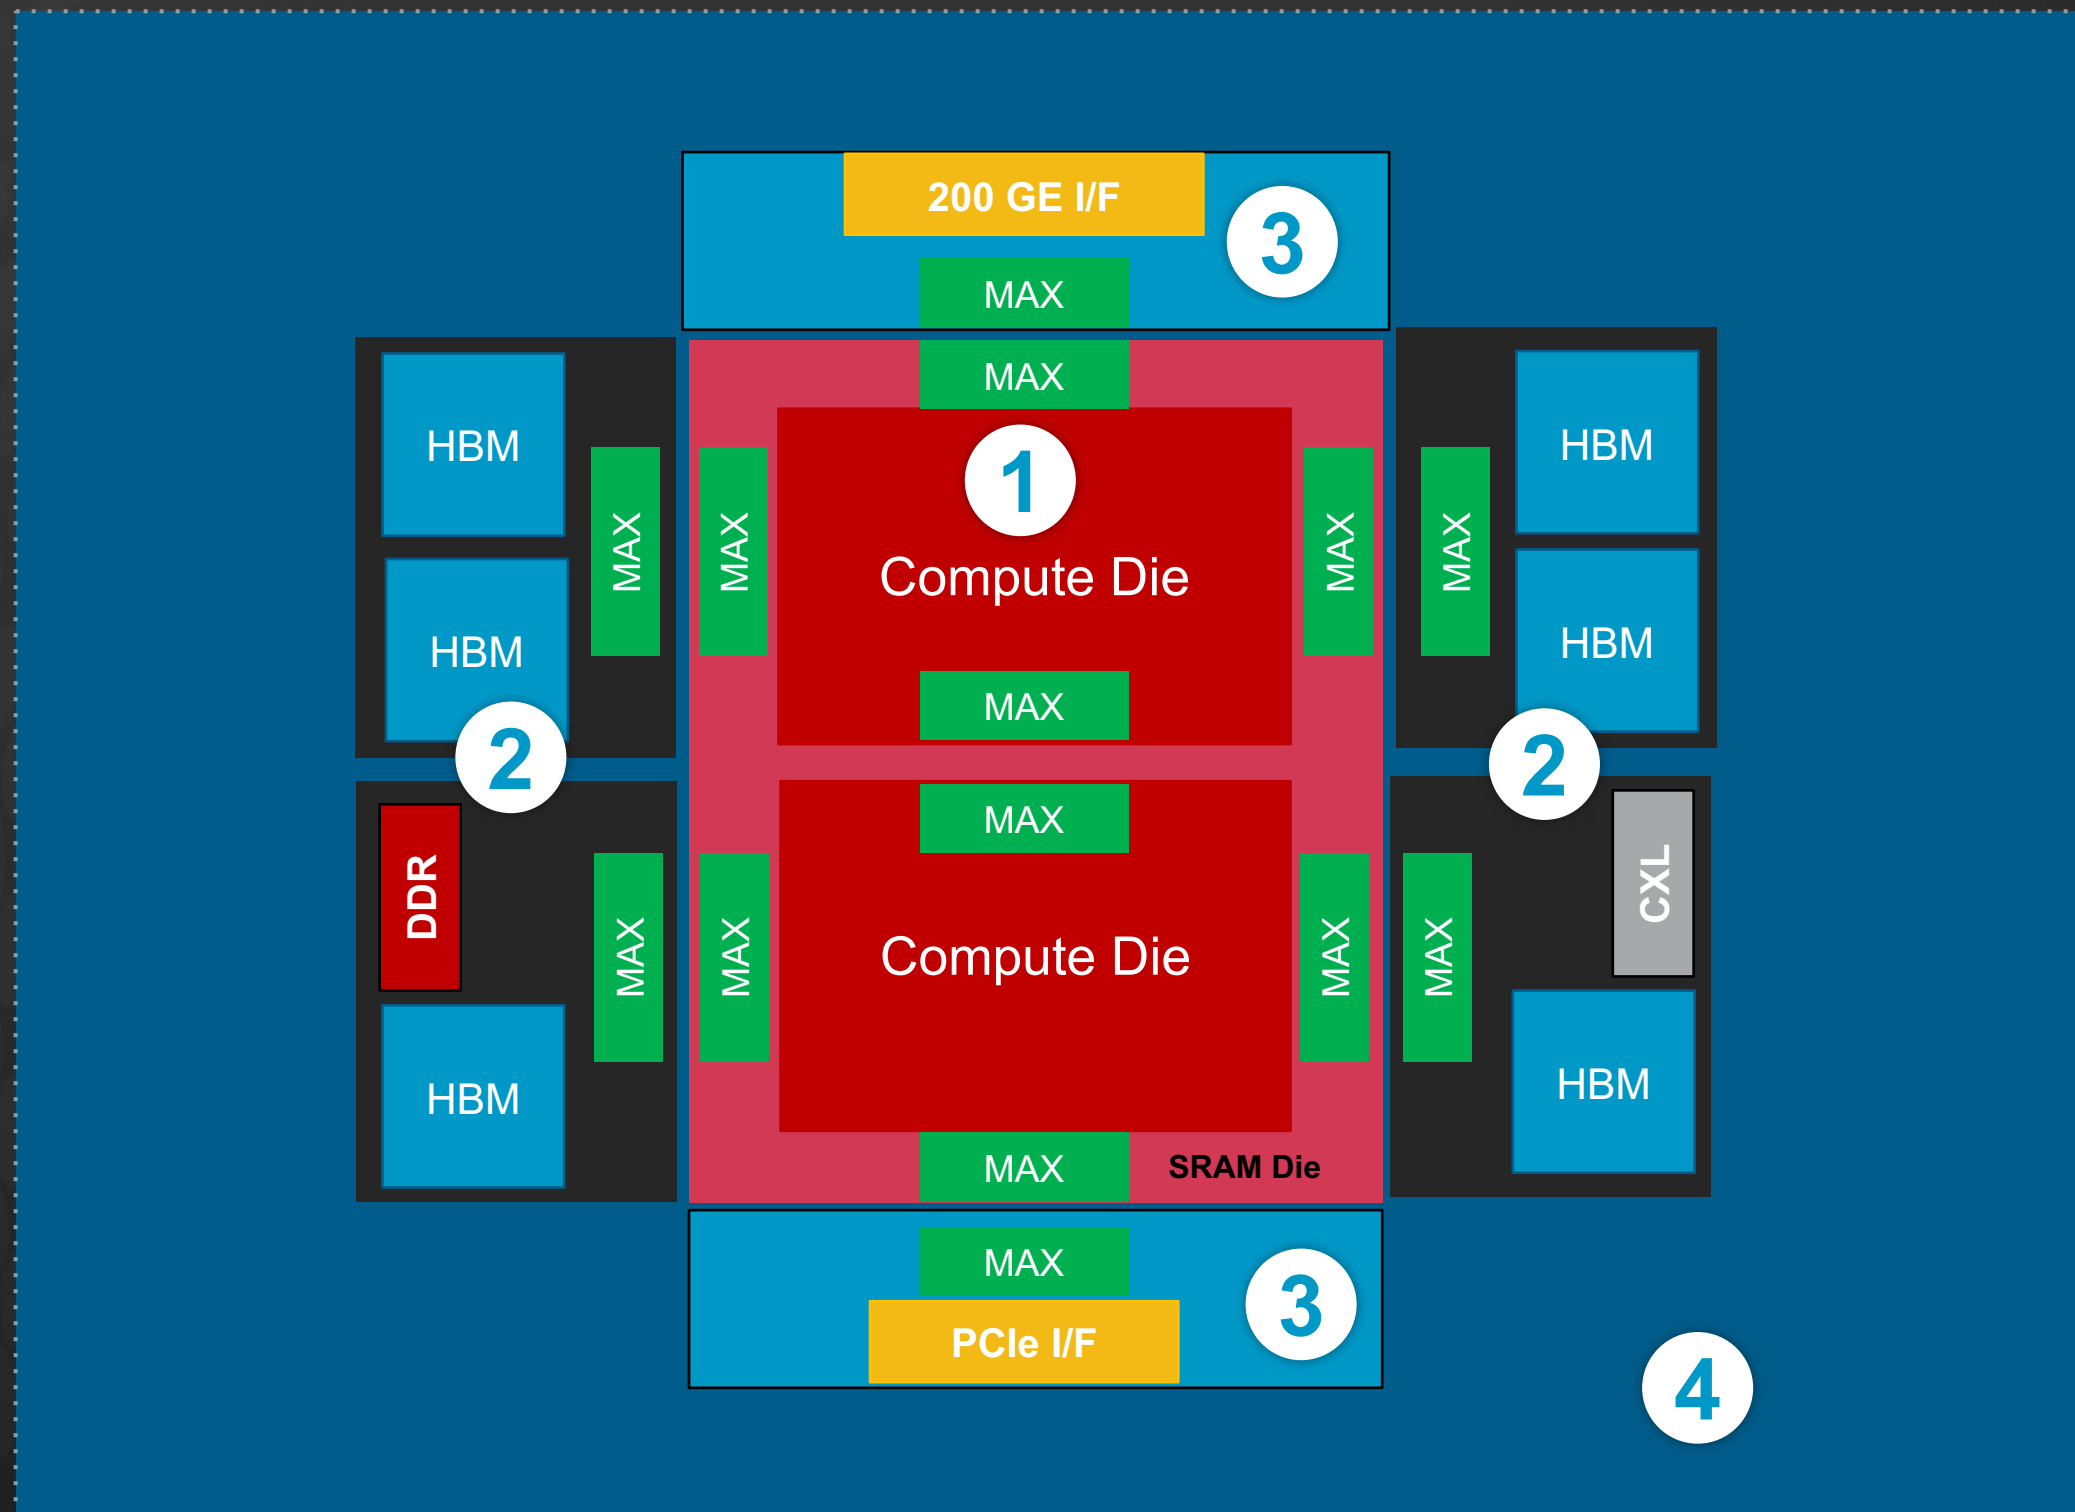 200 GE I/F
3
MAX
MAX
HBM
HBM
MAX
MAX
1
Compute Die
MAX
MAX
MAX
HBM
HBM
2
2
MAX
DDR
HBM
MAX
MAX
Compute Die
MAX
MAX
CXL
HBM
MAX
SRAM Die
MAX
3
PCIe I/F
4